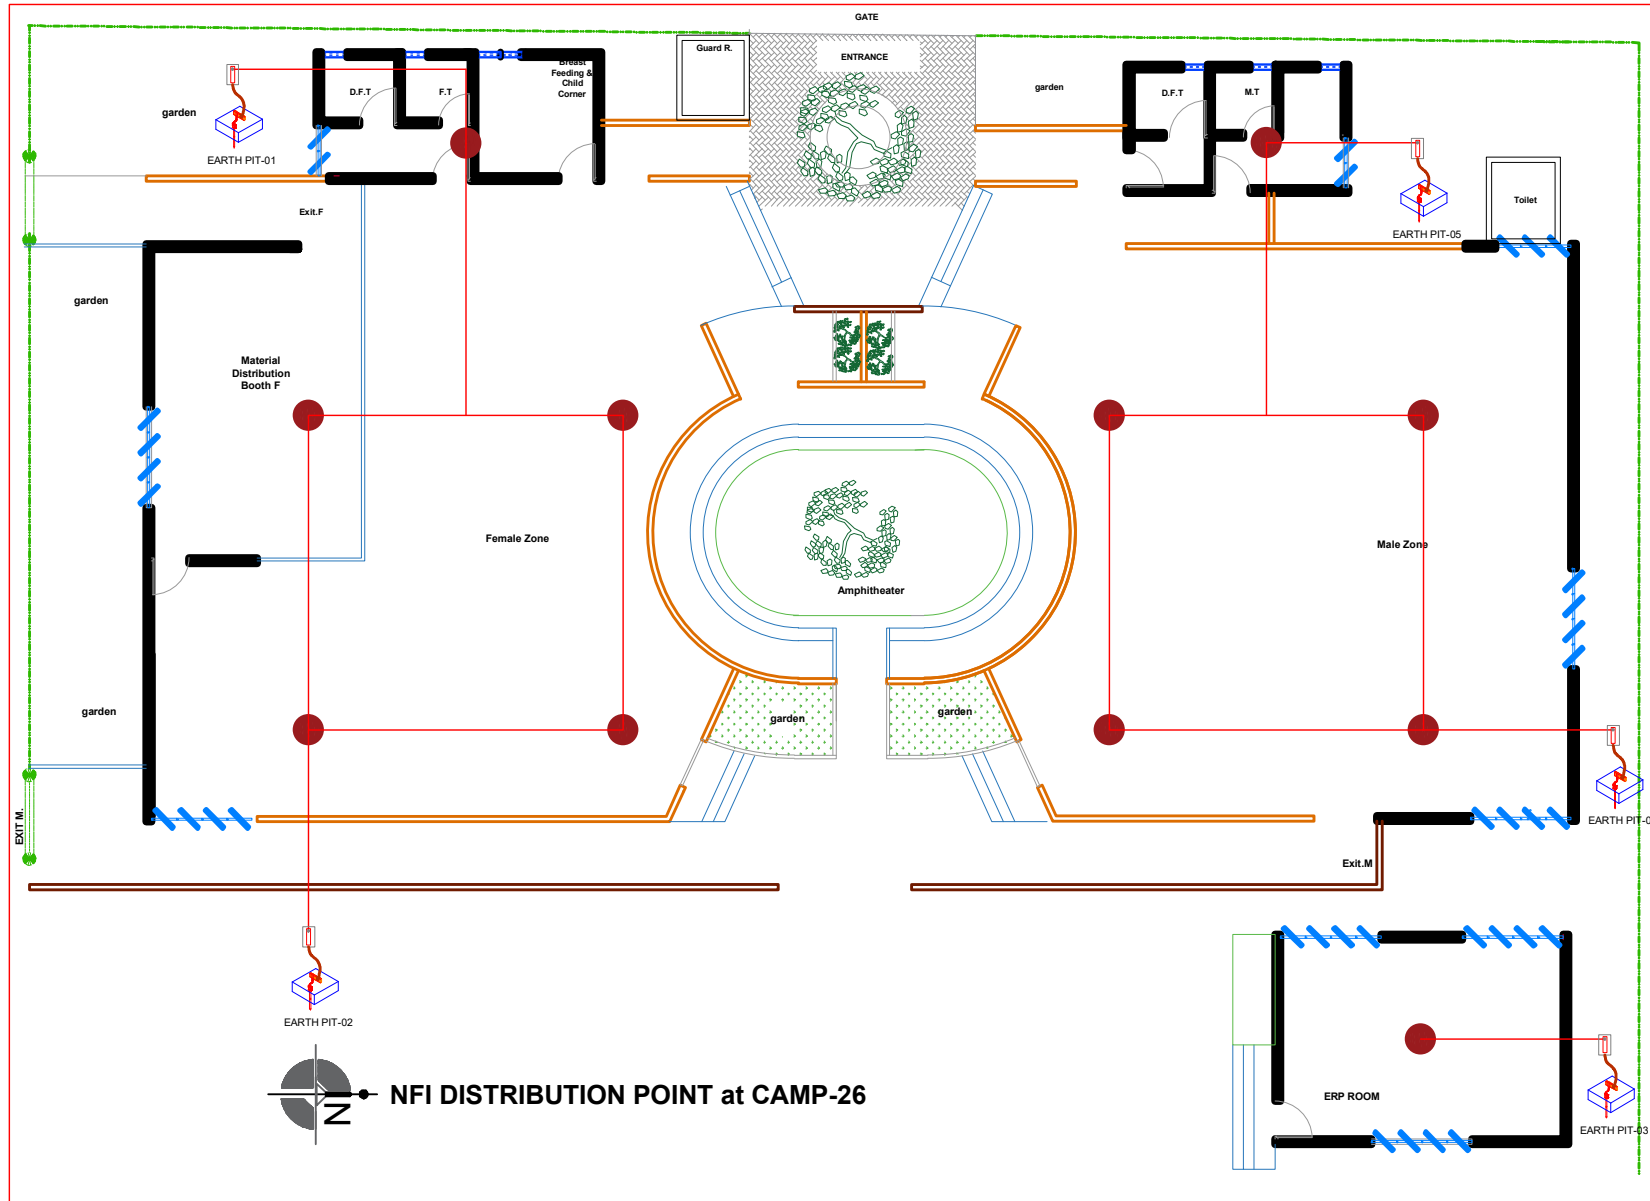 GATE
Guard R.
ENTRANCE
Breast
Feeding &
Child
Corner
D.F.T
F.T
garden
EARTH PIT-01
garden
D.F.T
M.T
EARTH PIT-05
Toilet
Exit.F
garden
Material
Distribution
Booth F
Female Zone
Male Zone
Amphitheater
garden
garden
garden
EXIT M.
EARTH PIT-0
Exit.M
EARTH PIT-02
ERP ROOM
EARTH PIT-03
N
NFI DISTRIBUTION POINT at CAMP-26